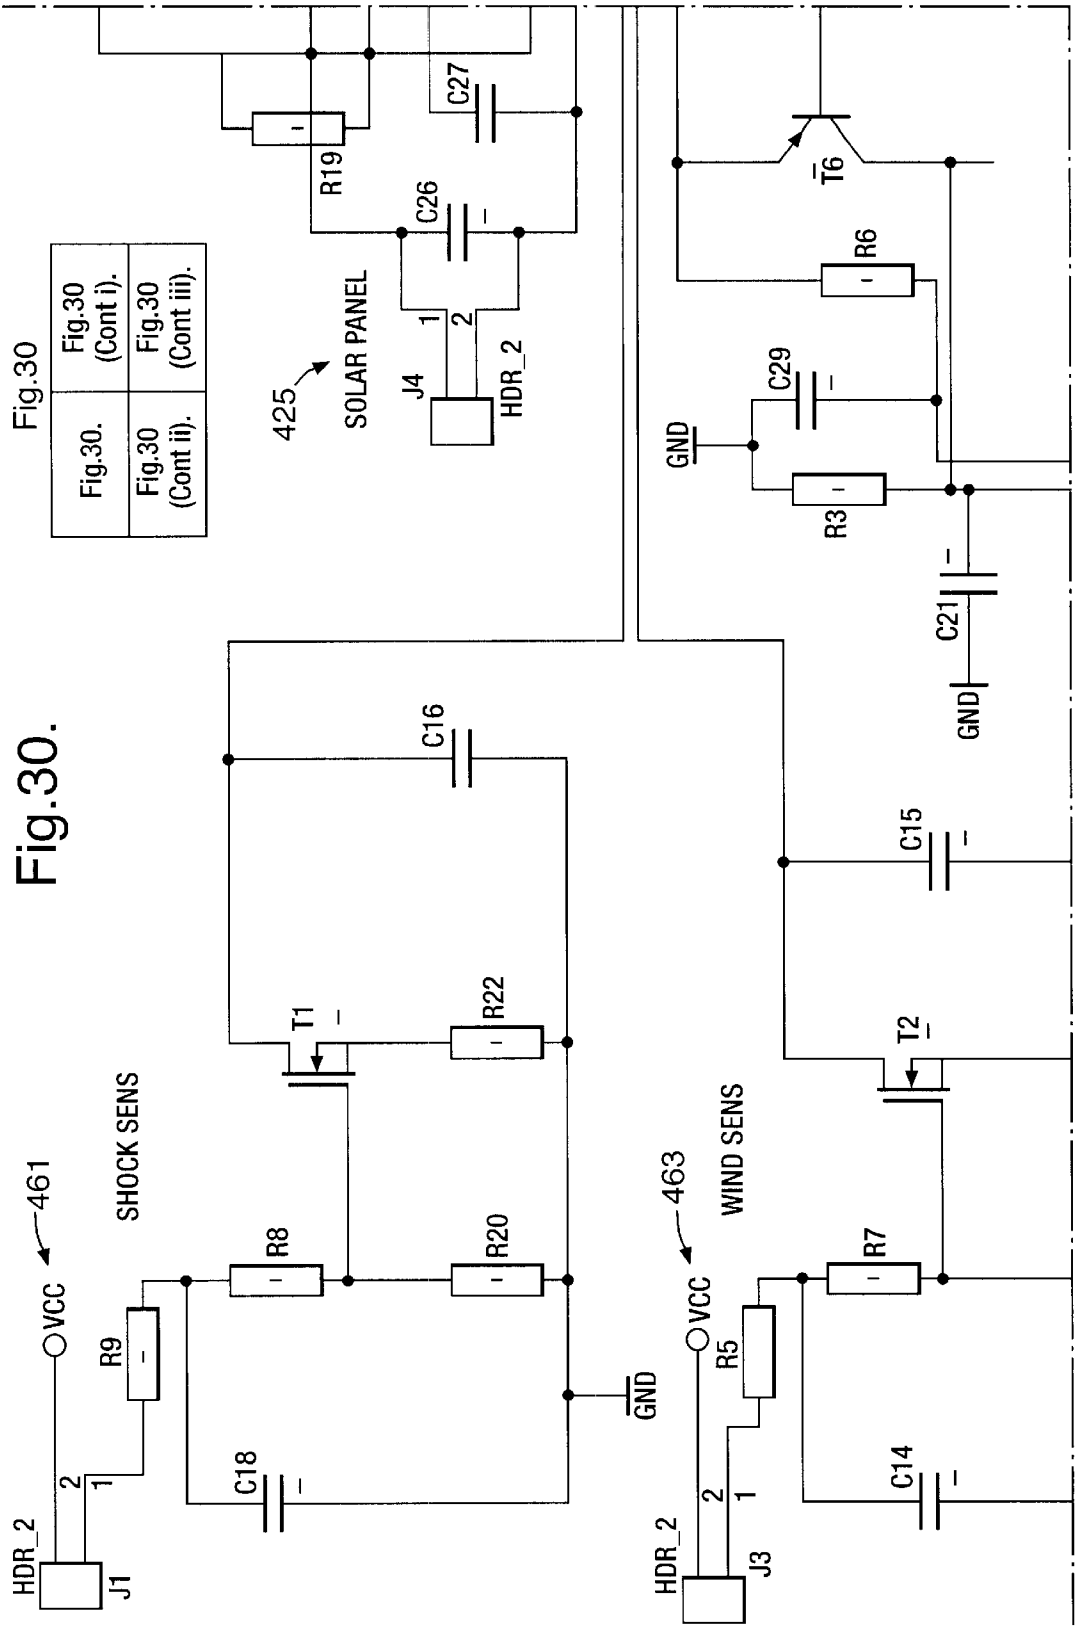 Fig.30.
Fig.30
Fig.30.
Fig.30
(Cont i).
Fig.30
(Cont ii).
Fig.30
(Cont iii).
HDR_2
J1
2
1
VCC
461
R9
SHOCK SENS
C18
R8
R20
T1
R22
C16
GND
425
SOLAR PANEL
J4
HDR_2
1
2
C26
R19
C27
HDR_2
J3
2
1
VCC
463
R5
WIND SENS
C14
R7
T2
C15
GND
C21
GND
R3
C29
R6
T6